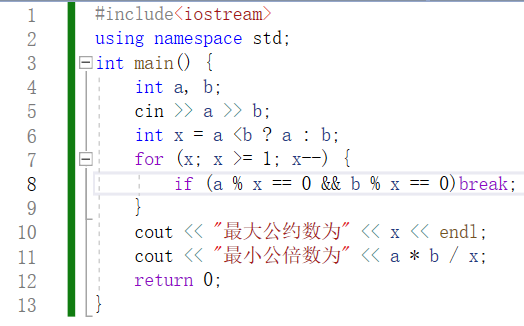 1 #include<iostream>
2 using namespace std;
3 int main() {
4 int a, b;
5 cin >> a >> b;
6 int x = a <b ? a : b;
7 for (x; x >= 1; x--) {
8 if (a % x == 0 && b % x == 0)break;
9 }
10 cout << "最大公约数为" << x << endl;
11 cout << "最小公倍数为" << a * b / x;
12 return 0;
13 }